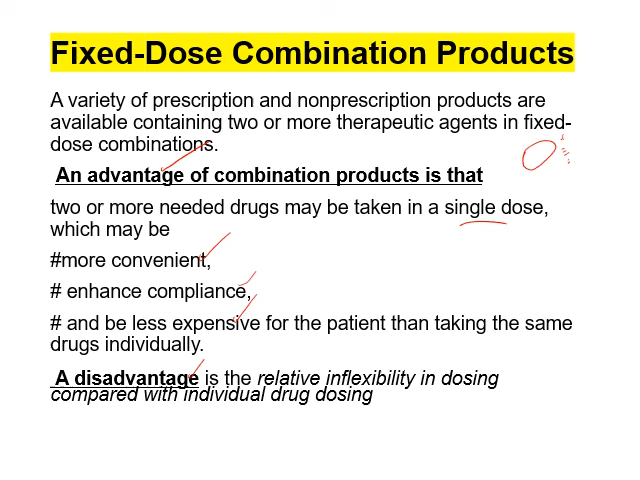 Fixed-Dose Combination Products
A variety of prescription and nonprescription products are
available containing two or more therapeutic agents in fixed-
dose combinations.
An advantage of combination products is that
two or more needed drugs may be taken in a single dose,
which may be
#more convenient,
# enhance compliance,
# and be less expensive for the patient than taking the same
drugs individually.
A disadvantage is the relative inflexibility in dosing
compared with individual drug dosing